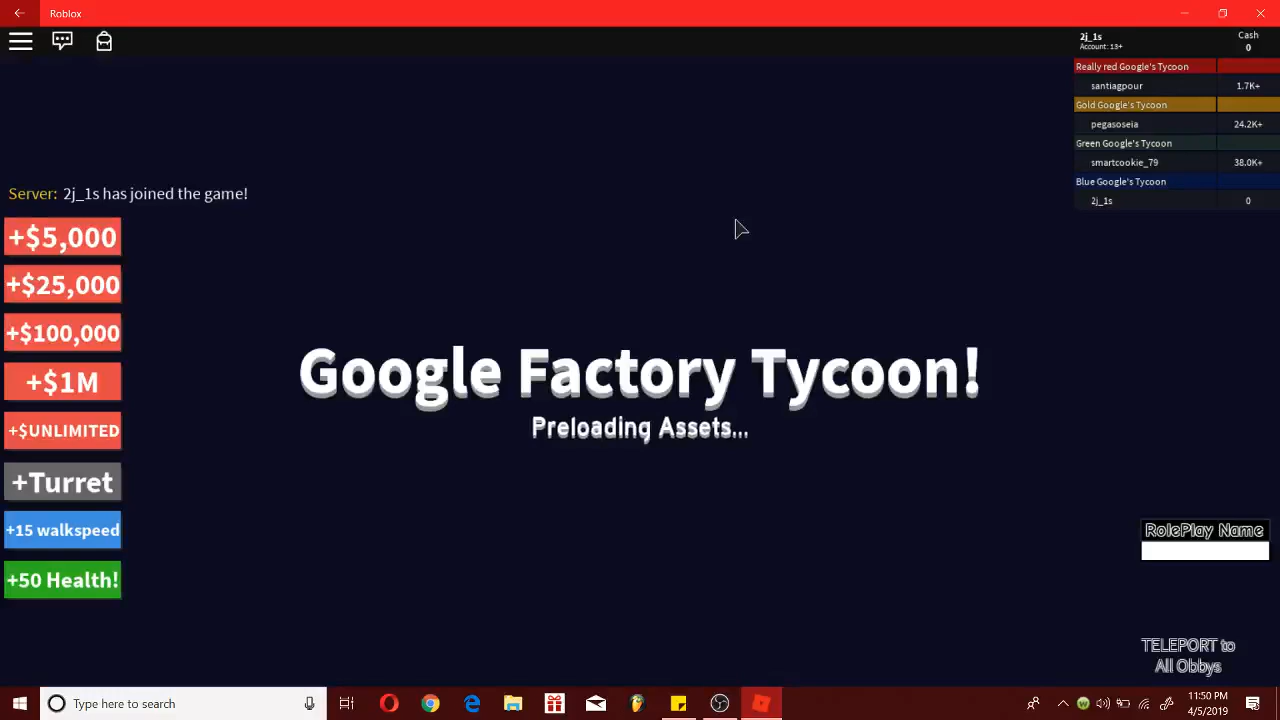 Roblox
2j_1s
Account: 13+
Cash
0
Really red Google's Tycoon
santiagpour 1.7K+
Gold Google's Tycoon
pegasoseia 24.2K+
Green Google's Tycoon
smartcookie_79 38.0K+
Blue Google's Tycoon
2j_1s 0
Server: 2j_1s has joined the game!
+$5,000
+$25,000
+$100,000
+$1M
+$UNLIMITED
+Turret
+15 walkspeed
+50 Health!
Google Factory Tycoon!
Preloading Assets...
RolePlay Name
TELEPORT to
All Obbys
Type here to search
11:50 PM
4/5/2019